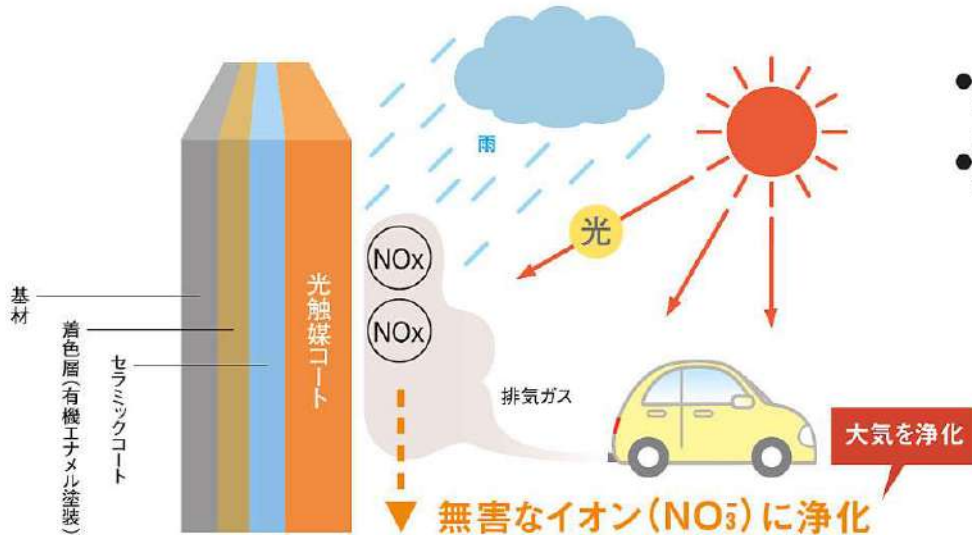 雨
光
NOx
NOx
基材
着色層(有機エナメル塗装)
セラミックコート
光触媒コート
排気ガス
大気を浄化
無害なイオン(NO₃⁻)に浄化